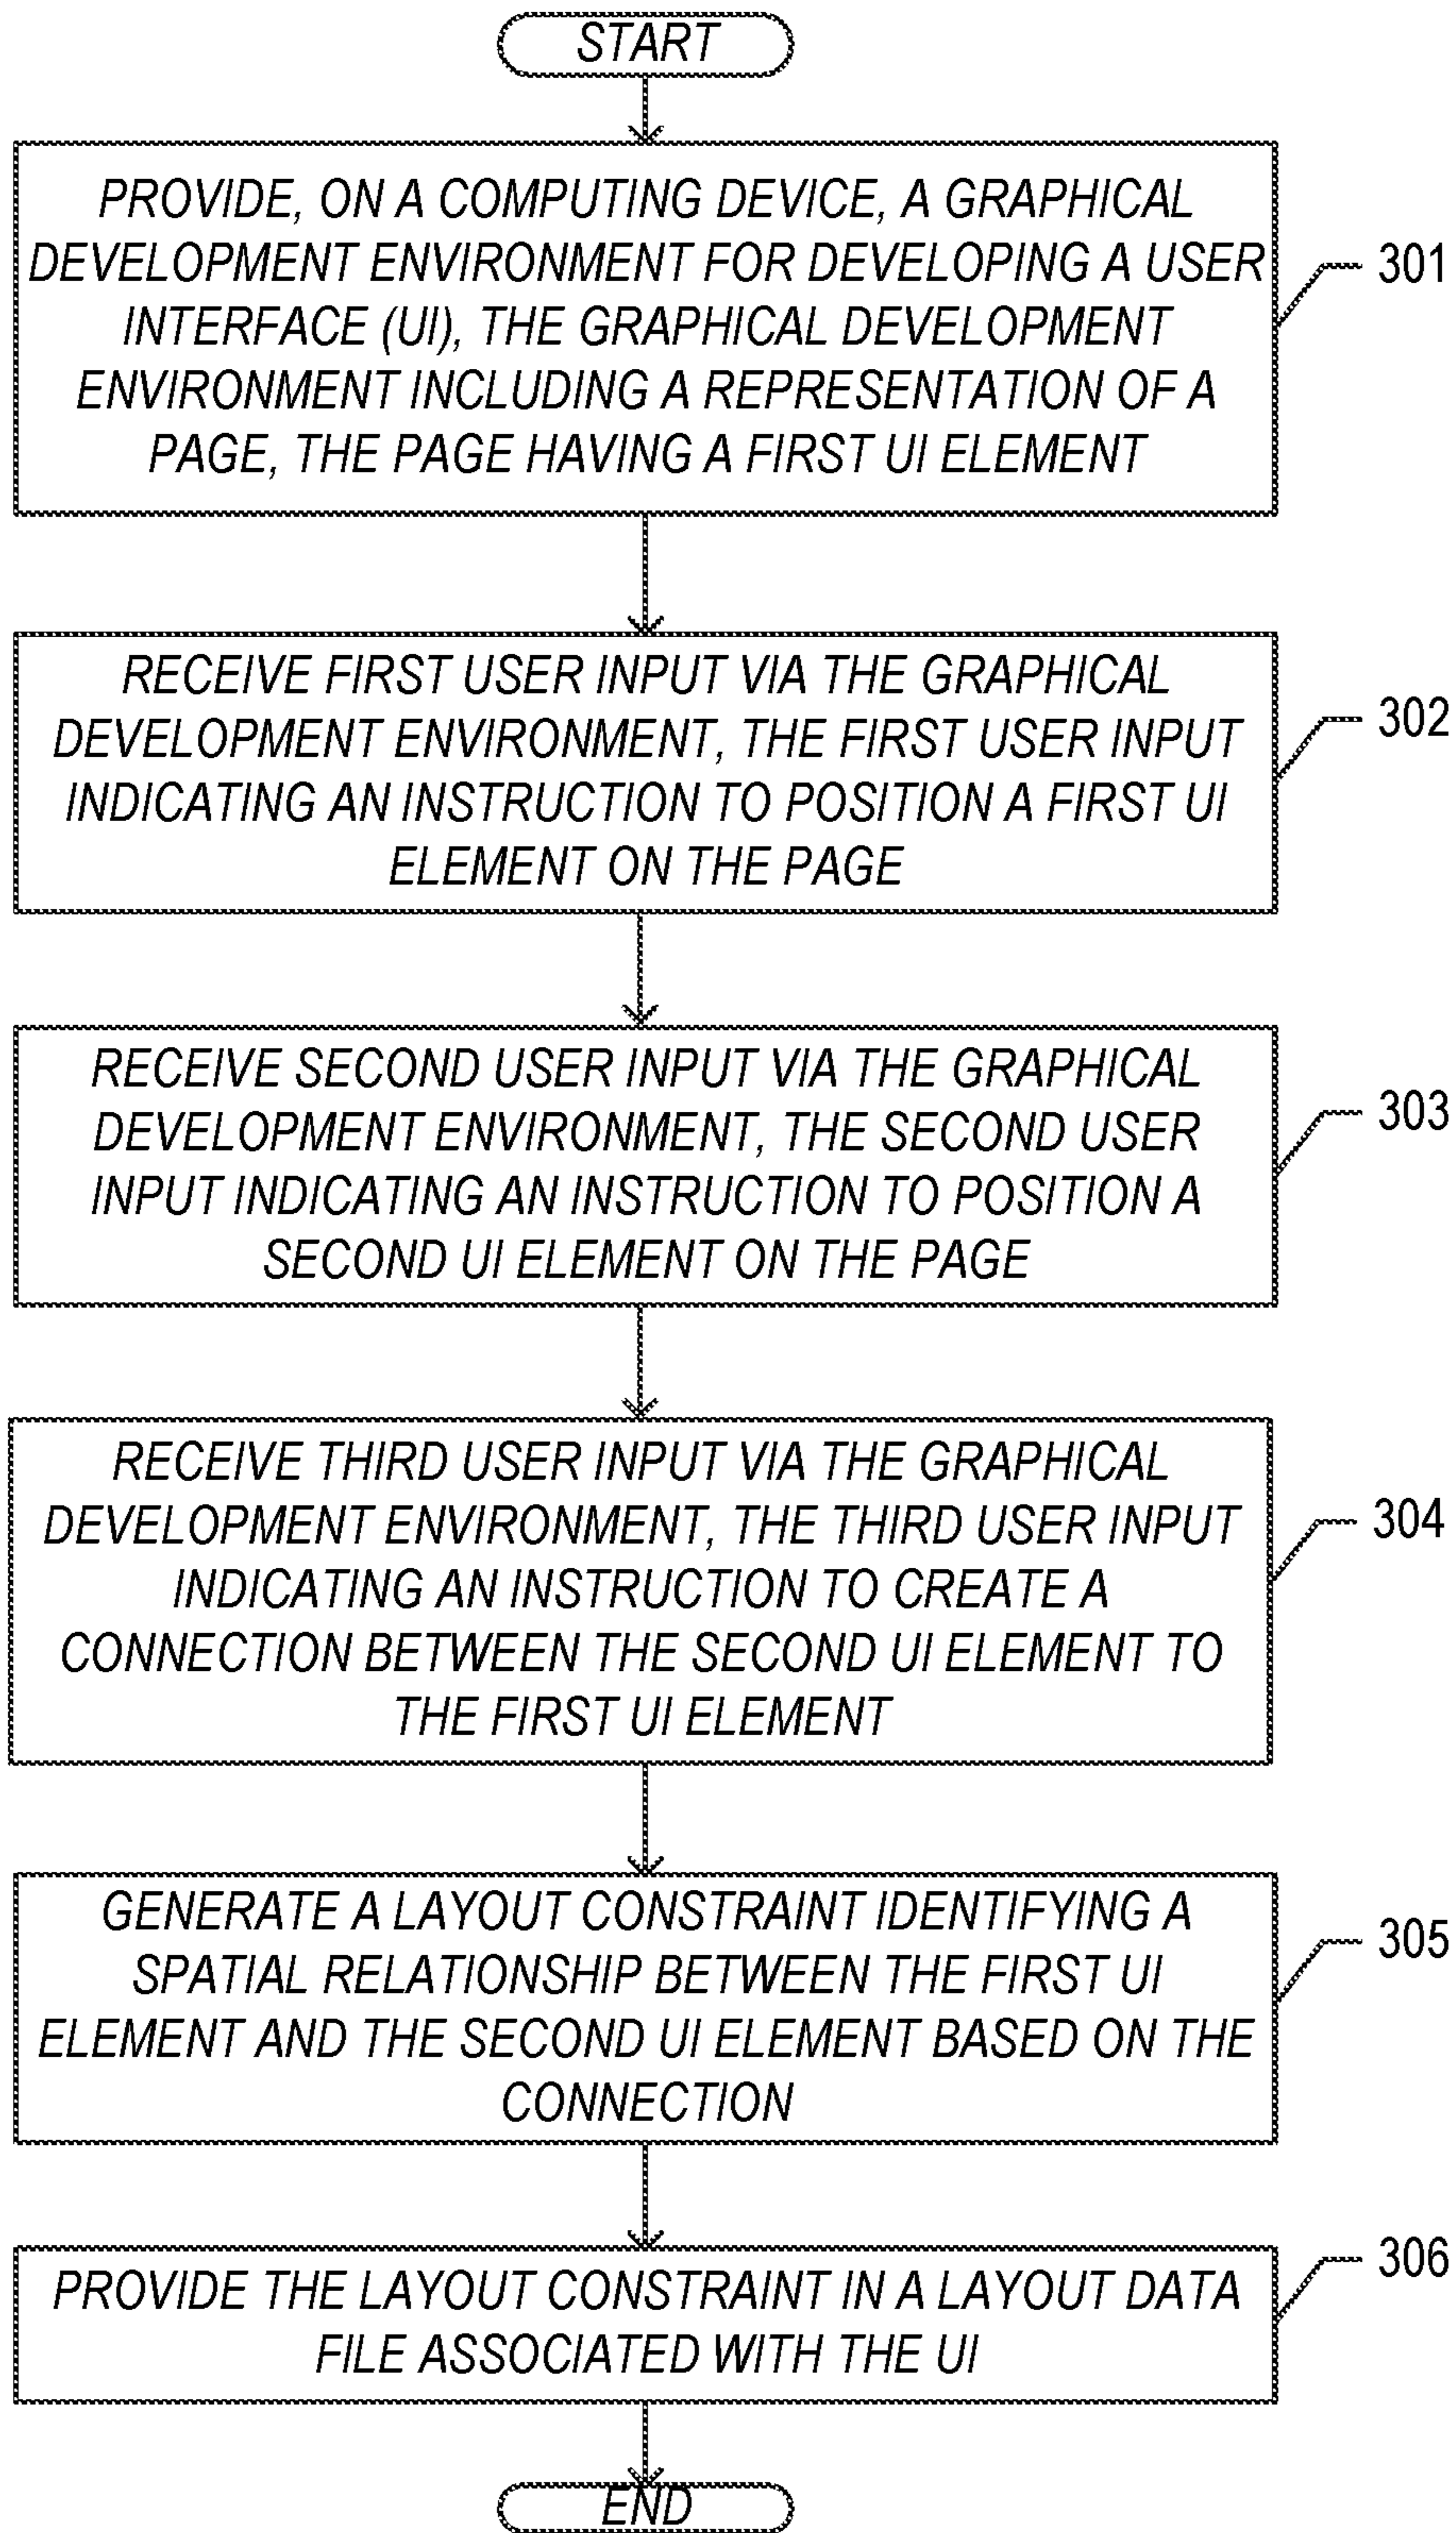 START
PROVIDE, ON A COMPUTING DEVICE, A GRAPHICAL
DEVELOPMENT ENVIRONMENT FOR DEVELOPING A USER
INTERFACE (UI), THE GRAPHICAL DEVELOPMENT
ENVIRONMENT INCLUDING A REPRESENTATION OF A
PAGE, THE PAGE HAVING A FIRST UI ELEMENT
301
RECEIVE FIRST USER INPUT VIA THE GRAPHICAL
DEVELOPMENT ENVIRONMENT, THE FIRST USER INPUT
INDICATING AN INSTRUCTION TO POSITION A FIRST UI
ELEMENT ON THE PAGE
302
RECEIVE SECOND USER INPUT VIA THE GRAPHICAL
DEVELOPMENT ENVIRONMENT, THE SECOND USER
INPUT INDICATING AN INSTRUCTION TO POSITION A
SECOND UI ELEMENT ON THE PAGE
303
RECEIVE THIRD USER INPUT VIA THE GRAPHICAL
DEVELOPMENT ENVIRONMENT, THE THIRD USER INPUT
INDICATING AN INSTRUCTION TO CREATE A
CONNECTION BETWEEN THE SECOND UI ELEMENT TO
THE FIRST UI ELEMENT
304
GENERATE A LAYOUT CONSTRAINT IDENTIFYING A
SPATIAL RELATIONSHIP BETWEEN THE FIRST UI
ELEMENT AND THE SECOND UI ELEMENT BASED ON THE
CONNECTION
305
PROVIDE THE LAYOUT CONSTRAINT IN A LAYOUT DATA
FILE ASSOCIATED WITH THE UI
306
END